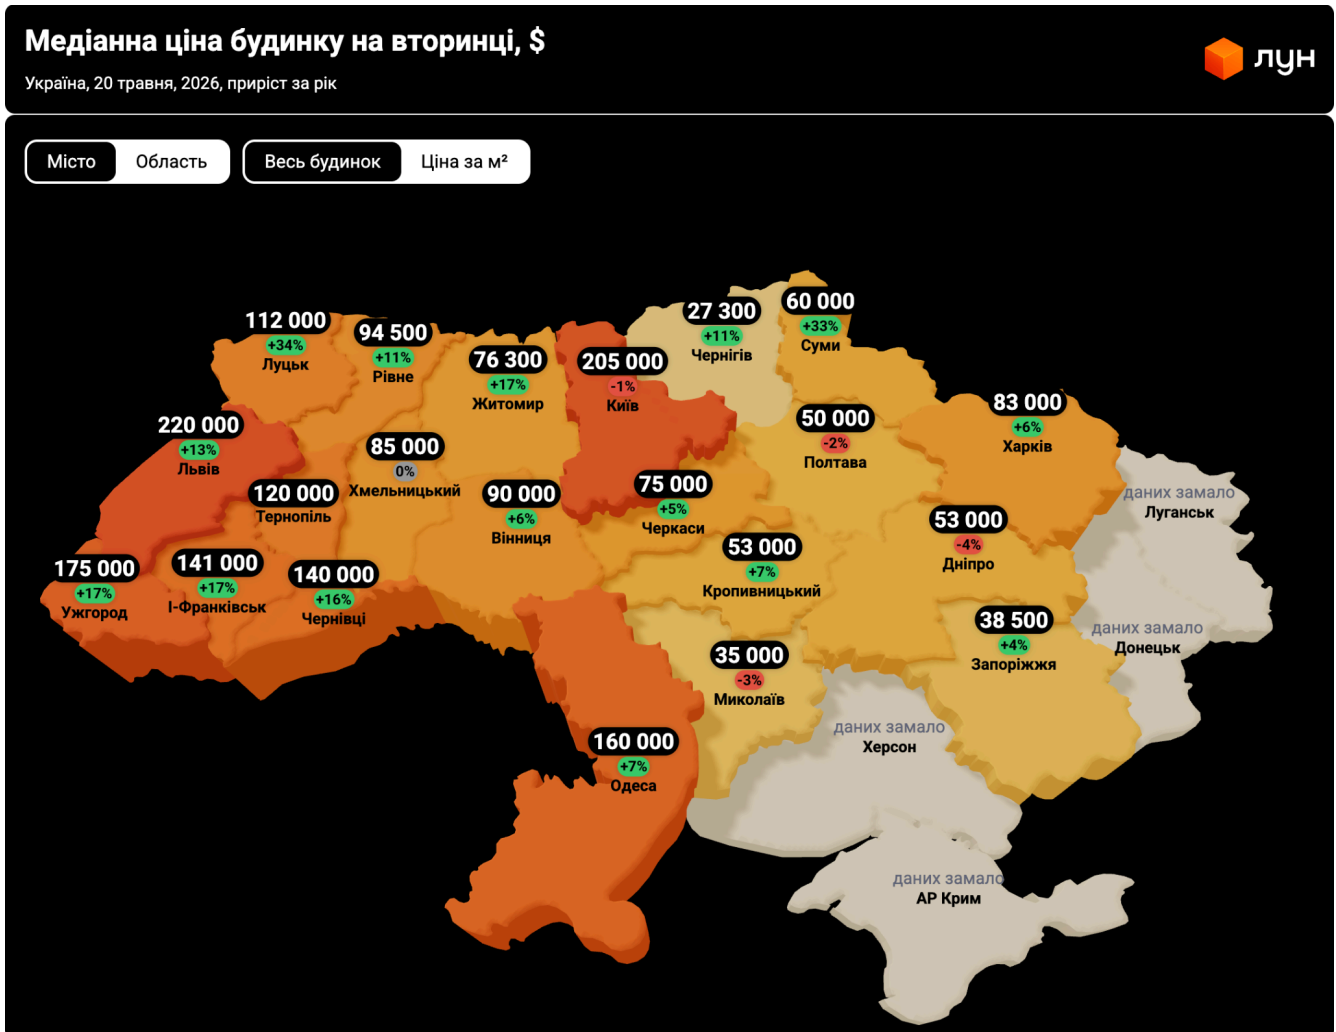 Медіанна ціна будинку на вторинці, $
Україна, 20 травня, 2026, приріст за рік
лун
Місто
Область
Весь будинок
Ціна за м²
112 000
+34%
Луцьк
94 500
+11%
Рівне
76 300
+17%
Житомир
205 000
-1%
Київ
27 300
+11%
Чернігів
60 000
+33%
Суми
220 000
+13%
Львів
85 000
0%
Хмельницький
120 000
Тернопіль
90 000
+6%
Вінниця
75 000
+5%
Черкаси
50 000
-2%
Полтава
83 000
+6%
Харків
даних замало
Луганськ
175 000
+17%
Ужгород
141 000
+17%
І-Франківськ
140 000
+16%
Чернівці
53 000
+7%
Кропивницький
53 000
-4%
Дніпро
38 500
+4%
Запоріжжя
даних замало
Донецьк
35 000
-3%
Миколаїв
160 000
+7%
Одеса
даних замало
Херсон
даних замало
АР Крим